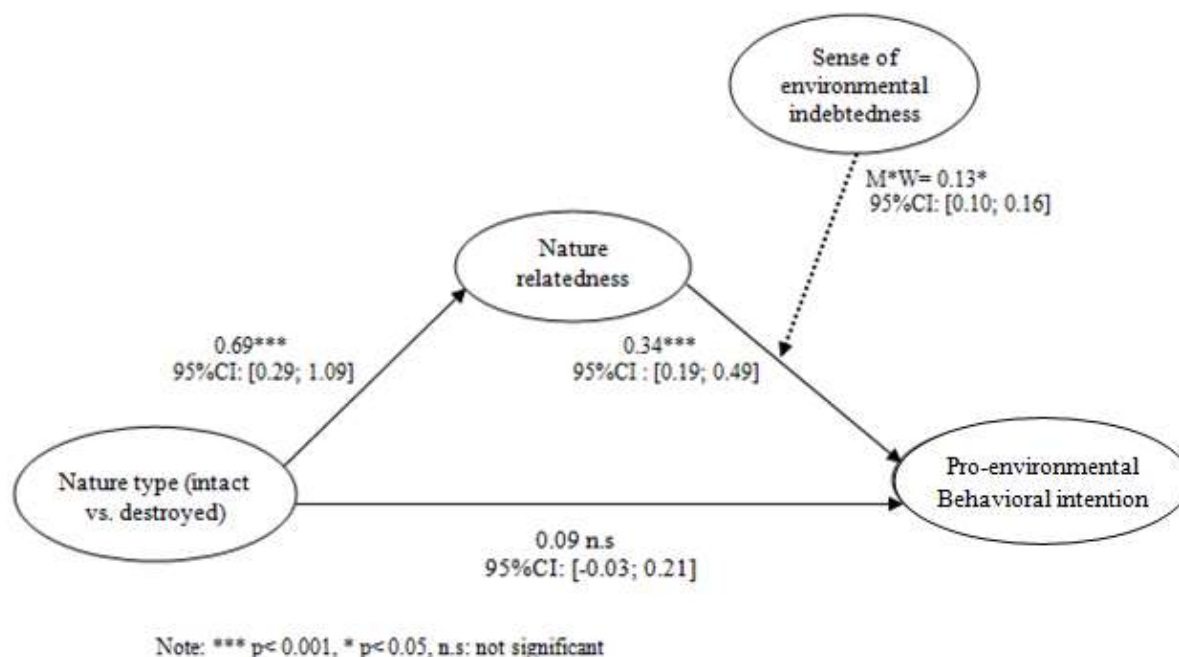 Sense of
environmental
indebtedness
M*W= 0.13*
95%CI: [0.10; 0.16]
Nature
relatedness
0.69***
95%CI: [0.29; 1.09]
0.34***
95%CI : [0.19; 0.49]
Nature type (intact
vs. destroyed)
Pro-environmental
Behavioral intention
0.09 n.s
95%CI: [-0.03; 0.21]
Note: *** p< 0.001, * p< 0.05, n.s: not significant